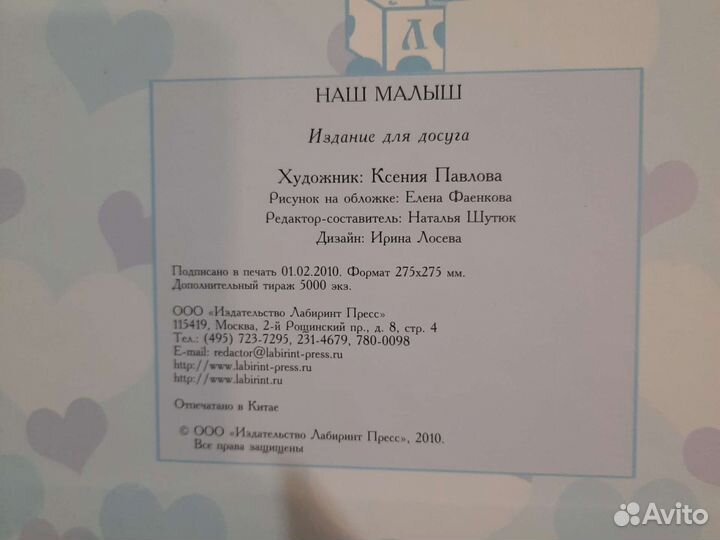 Л
НАШ МАЛЫШ
Издание для досуга
Художник: Ксения Павлова
Рисунок на обложке: Елена Фаенкова
Редактор-составитель: Наталья Шутюк
Дизайн: Ирина Лосева
Подписано в печать 01.02.2010. Формат 275х275 мм.
Дополнительный тираж 5000 экз.
ООО «Издательство Лабиринт Пресс»
115419, Москва, 2-й Рощинский пр., д. 8, стр. 4
Тел.: (495) 723-7295, 231-4679, 780-0098
E-mail: redactor@labirint-press.ru
http://www.labirint-press.ru
http://www.labirint.ru
Отпечатано в Китае
© ООО «Издательство Лабиринт Пресс», 2010.
Все права защищены
Avito